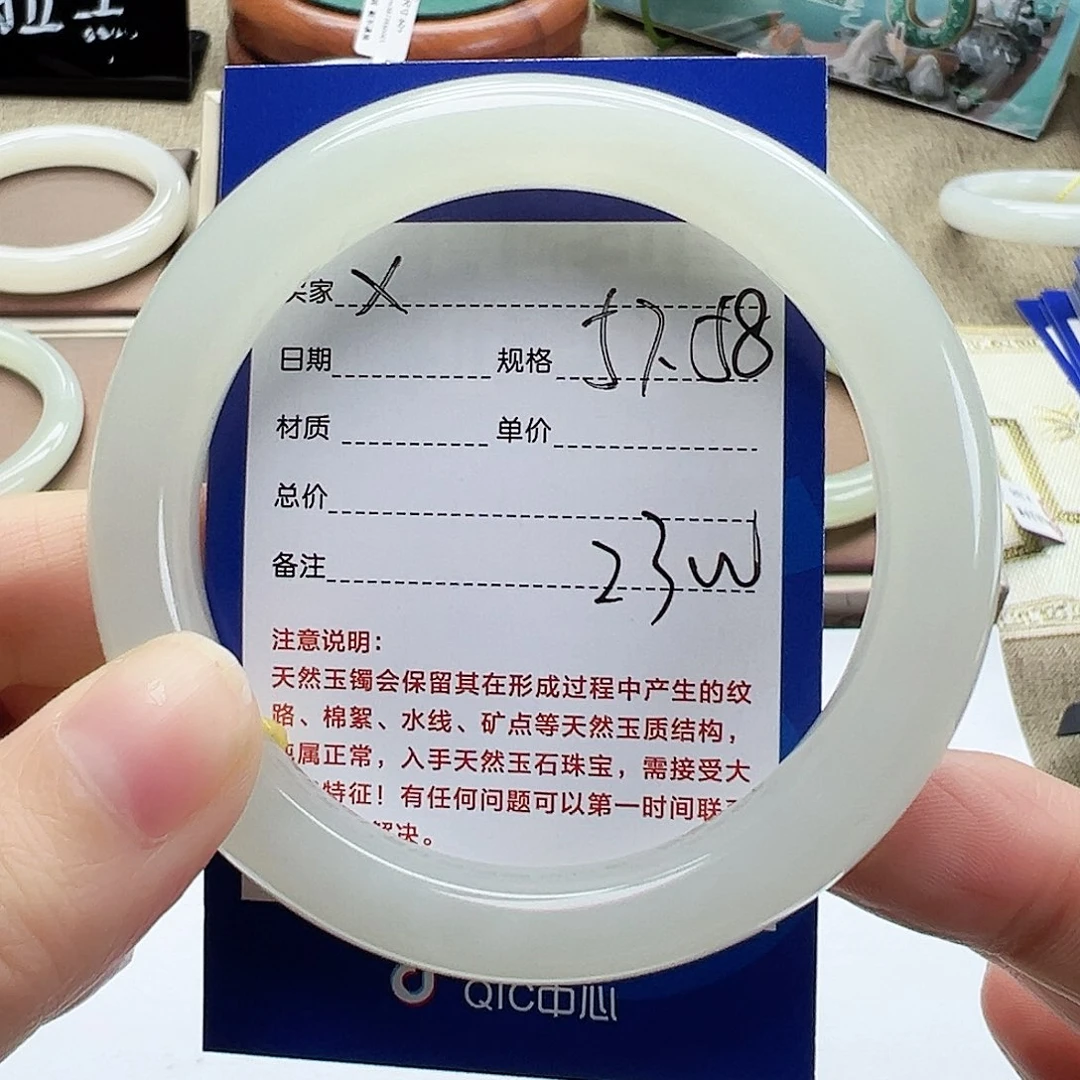 家 X
日期 规格 57.58
材质 单价
总价
备注 23W
注意说明：
天然玉镯会保留其在形成过程中产生的纹
路、棉絮、水线、矿点等天然玉质结构，
属正常，入手天然玉石珠宝，需接受大
特征！有任何问题可以第一时间联
解决。
QIC中心